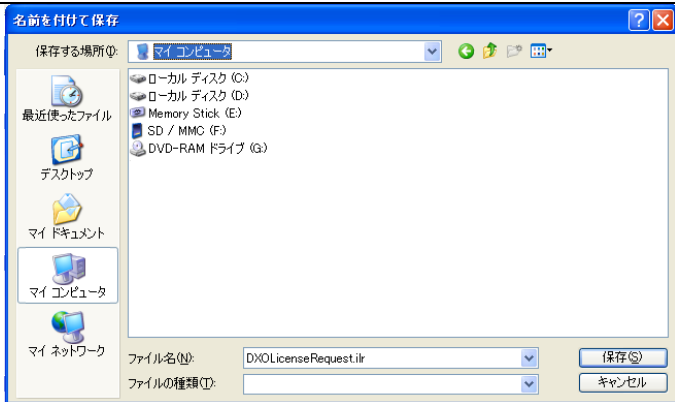 名前を付けて保存
保存する場所(I):
マイ コンピュータ
最近使ったファイル
デスクトップ
マイ ドキュメント
マイ コンピュータ
マイ ネットワーク
ローカル ディスク (C:)
ローカル ディスク (D:)
Memory Stick (E:)
SD / MMC (F:)
DVD-RAM ドライブ (G:)
ファイル名(N):
DXOLicenseRequest.ilr
保存(S)
ファイルの種類(T):
キャンセル